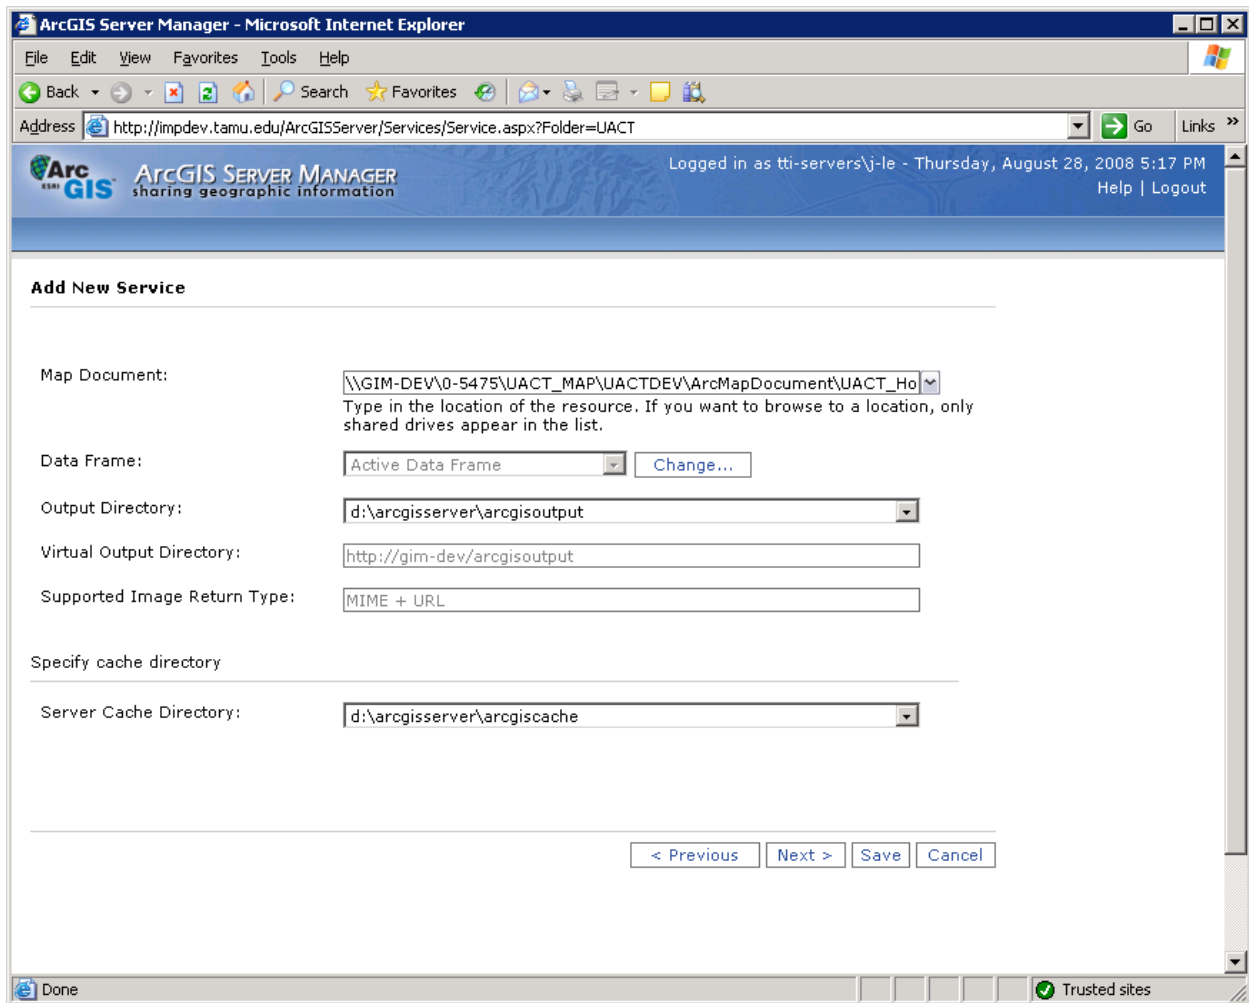 ArcGIS Server Manager - Microsoft Internet Explorer
File Edit View Favorites Tools Help
Back Search Favorites
Address http://impdev.tamu.edu/ArcGISServer/Services/Service.aspx?Folder=UACT Go Links »
Arc GIS ESRI
ArcGIS Server Manager
sharing geographic information
Logged in as tti-servers\j-le - Thursday, August 28, 2008 5:17 PM
Help | Logout
Add New Service
Map Document: \\GIM-DEV\0-5475\UACT_MAP\UACTDEV\ArcMapDocument\UACT_Ho
Type in the location of the resource. If you want to browse to a location, only
shared drives appear in the list.
Data Frame: Active Data Frame Change...
Output Directory: d:\arcgisserver\arcgisoutput
Virtual Output Directory: http://gim-dev/arcgisoutput
Supported Image Return Type: MIME + URL
Specify cache directory
Server Cache Directory: d:\arcgisserver\arcgiscache
< Previous Next > Save Cancel
Done Trusted sites